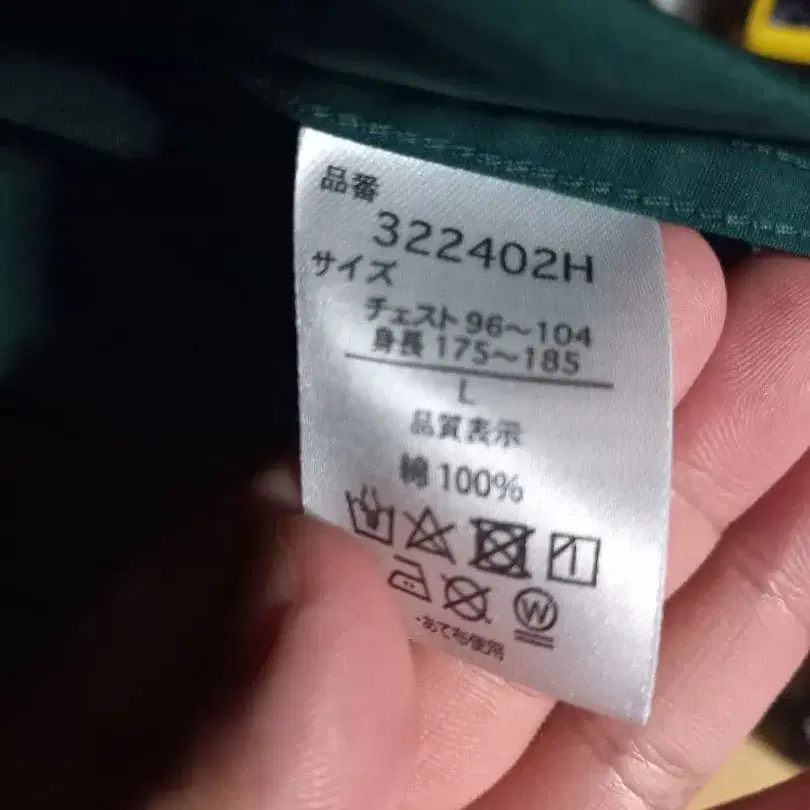 品番
322402H
サイズ
チェスト 96～104
身長 175～185
L
品質表示
綿 100%
W
・あて布使用